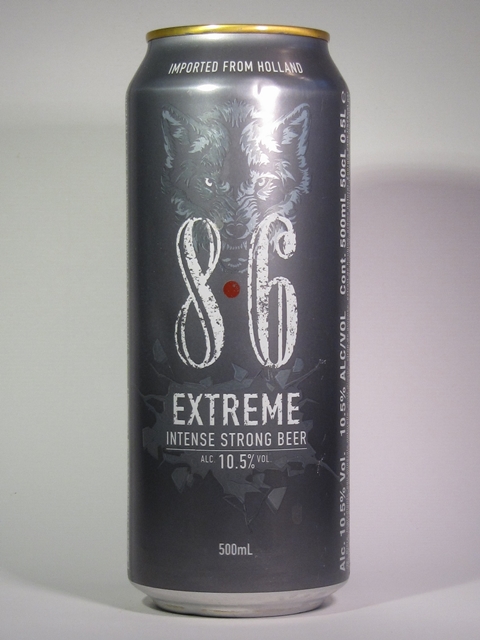 IMPORTED FROM HOLLAND
8·6
EXTREME
INTENSE STRONG BEER
ALC. 10.5% VOL.
500mL
Alc. 10.5% Vol. 10.5% ALC/VOL Cont. 500mL 50cL 0.5L e